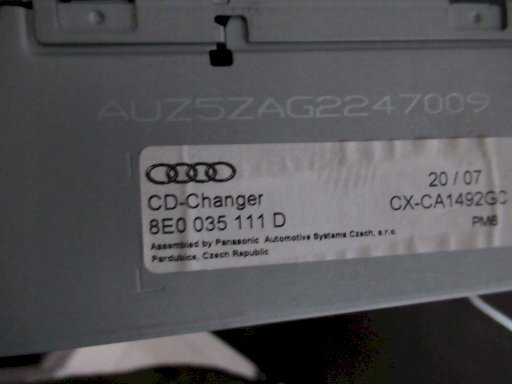 AUZ5ZAG2247009
20 / 07
CD-Changer
CX-CA1492GC
8E0 035 111 D
PM6
Assembled by Panasonic Automotive Systems Czech, s.r.o.
Pardubice, Czech Republic